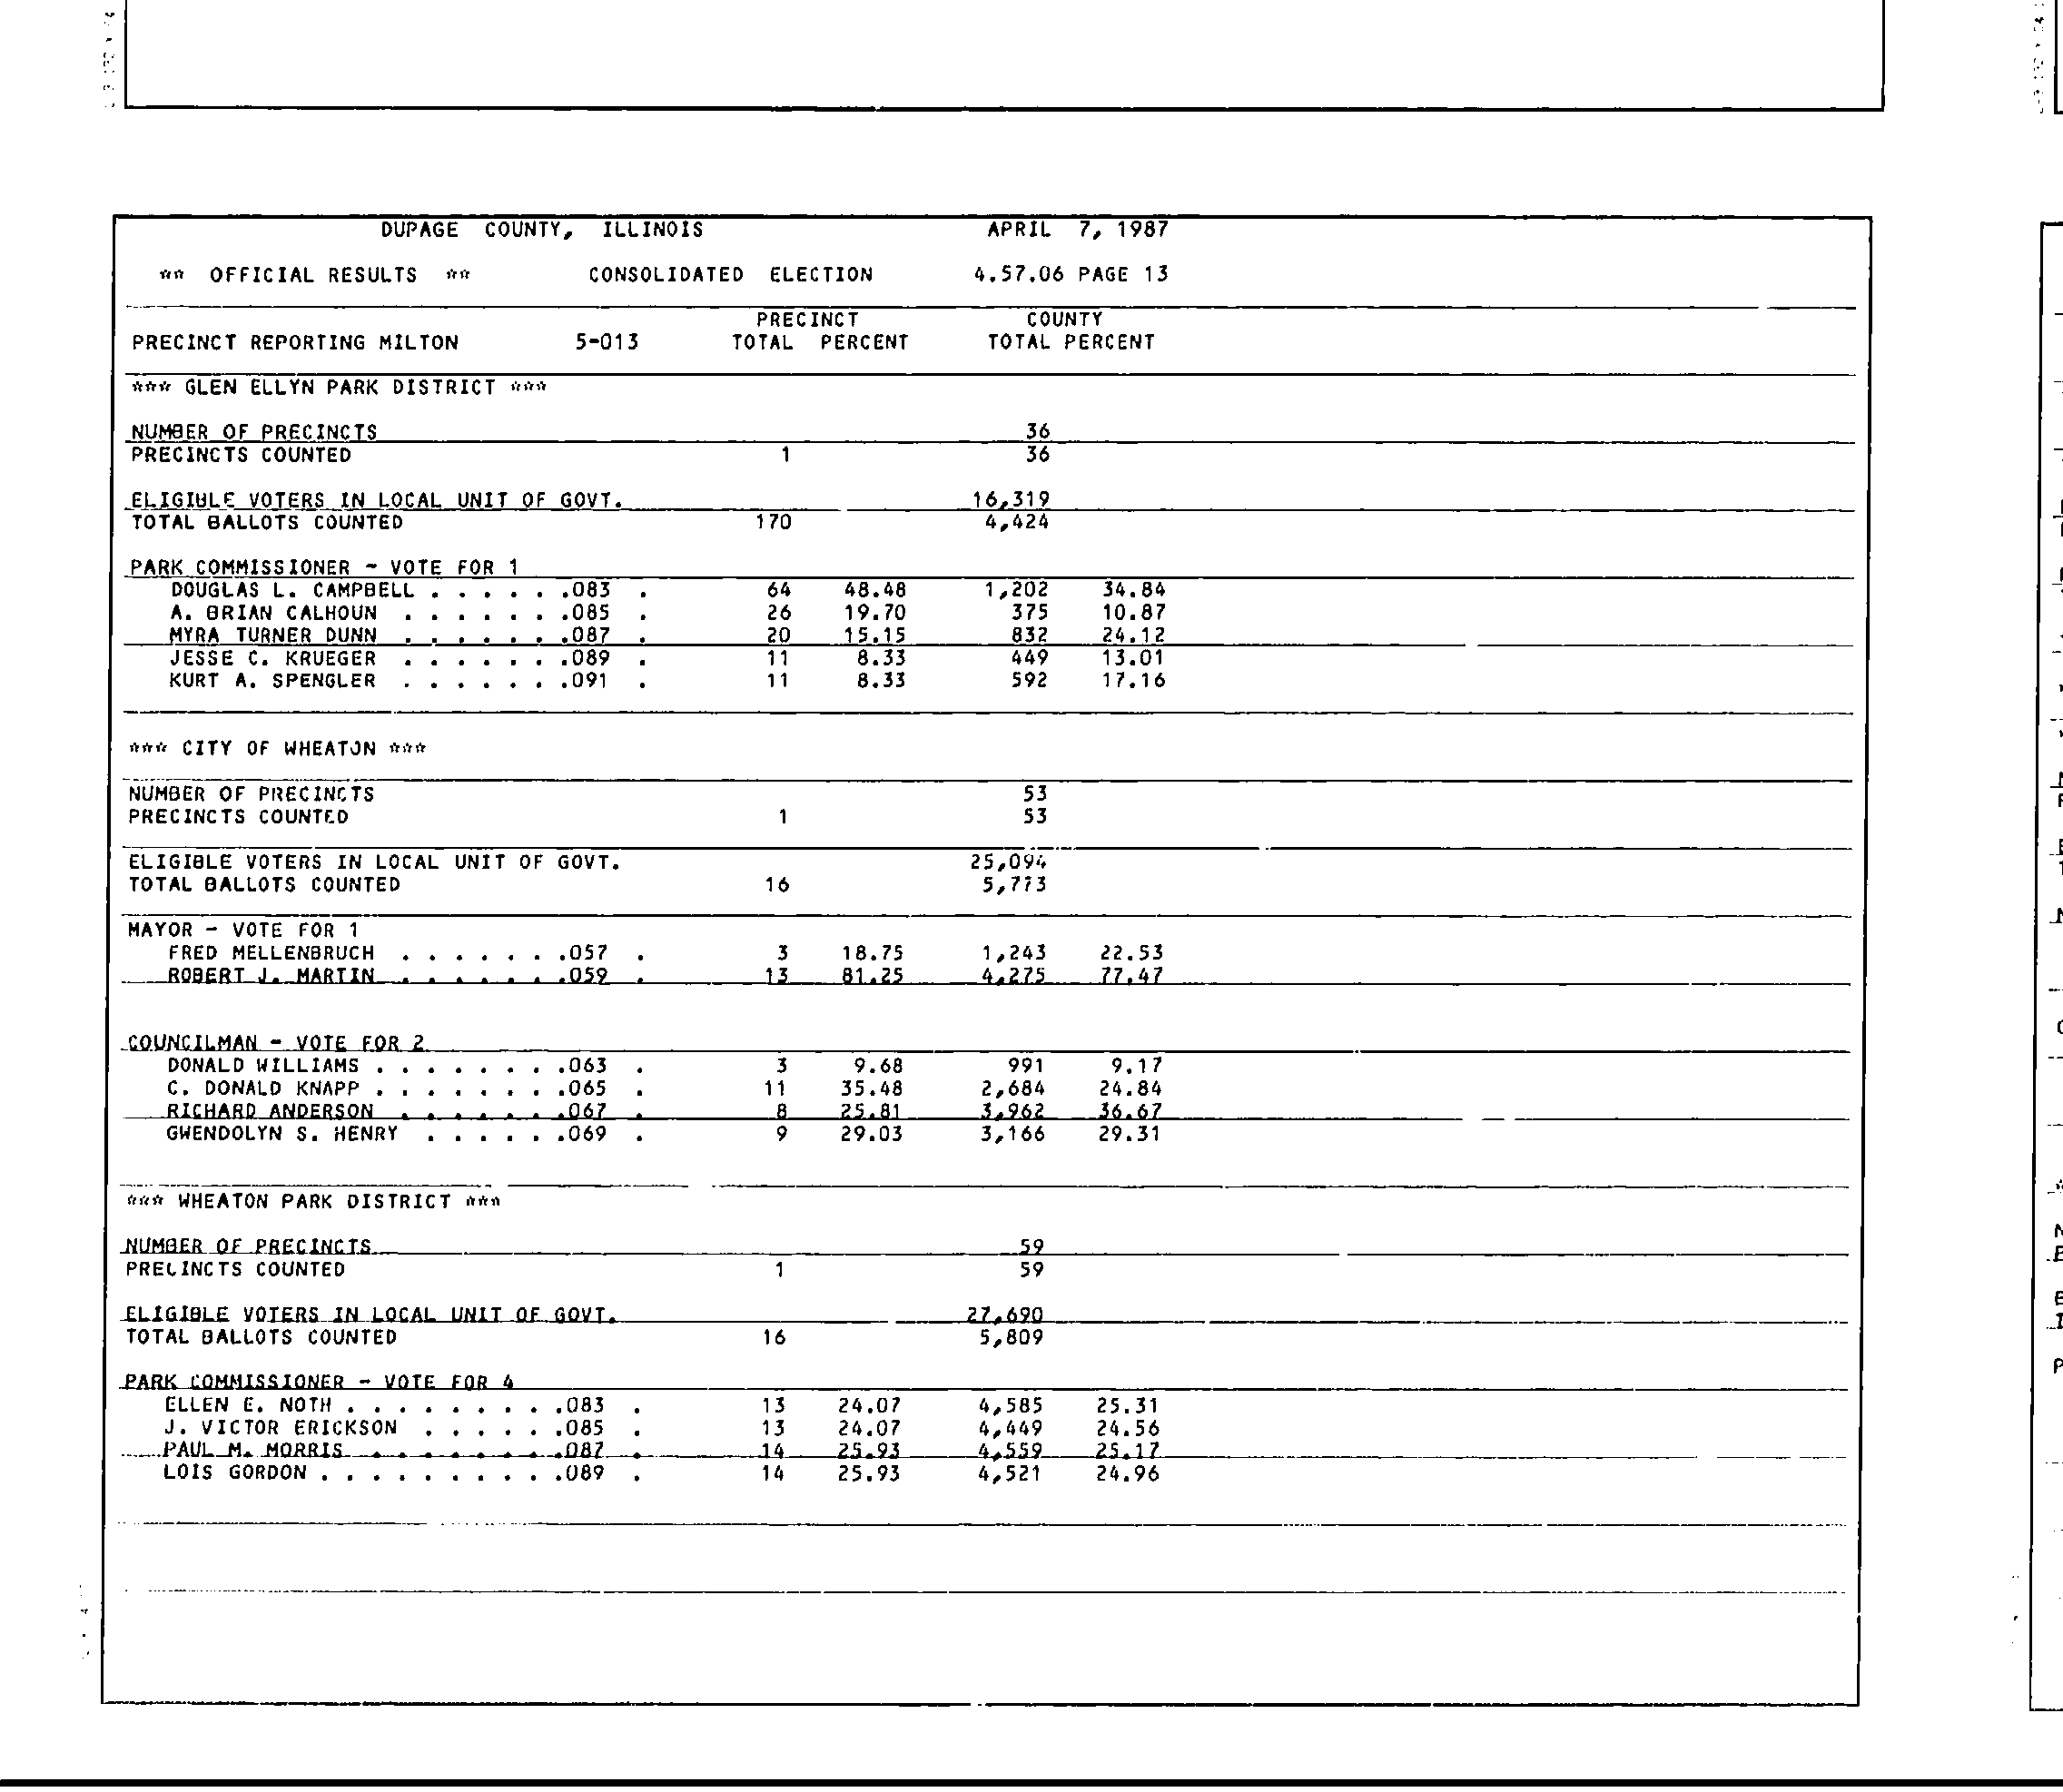 DUPAGE COUNTY, ILLINOIS APRIL 7, 1987
** OFFICIAL RESULTS ** CONSOLIDATED ELECTION 4.57.06 PAGE 13
PRECINCT COUNTY
PRECINCT REPORTING MILTON 5-013 TOTAL PERCENT TOTAL PERCENT
*** GLEN ELLYN PARK DISTRICT ***
NUMBER OF PRECINCTS 36
PRECINCTS COUNTED 1 36
ELIGIBLE VOTERS IN LOCAL UNIT OF GOVT. 16,319
TOTAL BALLOTS COUNTED 170 4,424
PARK COMMISSIONER - VOTE FOR 1
DOUGLAS L. CAMPBELL . . . . . .083 . 64 48.48 1,202 34.84
A. BRIAN CALHOUN . . . . . . .085 . 26 19.70 375 10.87
MYRA TURNER DUNN . . . . . . .087 . 20 15.15 832 24.12
JESSE C. KRUEGER . . . . . . .089 . 11 8.33 449 13.01
KURT A. SPENGLER . . . . . . .091 . 11 8.33 592 17.16
*** CITY OF WHEATON ***
NUMBER OF PRECINCTS 53
PRECINCTS COUNTED 1 53
ELIGIBLE VOTERS IN LOCAL UNIT OF GOVT. 25,094
TOTAL BALLOTS COUNTED 16 5,773
MAYOR - VOTE FOR 1
FRED MELLENBRUCH . . . . . . .057 . 3 18.75 1,243 22.53
ROBERT J. MARTIN . . . . . . .059 . 13 81.25 4,275 77.47
COUNCILMAN - VOTE FOR 2
DONALD WILLIAMS . . . . . . . .063 . 3 9.68 991 9.17
C. DONALD KNAPP . . . . . . . .065 . 11 35.48 2,684 24.84
RICHARD ANDERSON . . . . . . .067 . 8 25.81 3,962 36.67
GWENDOLYN S. HENRY . . . . . .069 . 9 29.03 3,166 29.31
*** WHEATON PARK DISTRICT ***
NUMBER OF PRECINCTS 59
PRECINCTS COUNTED 1 59
ELIGIBLE VOTERS IN LOCAL UNIT OF GOVT. 27,690
TOTAL BALLOTS COUNTED 16 5,809
PARK COMMISSIONER - VOTE FOR 4
ELLEN E. NOTH . . . . . . . . .083 . 13 24.07 4,585 25.31
J. VICTOR ERICKSON . . . . . .085 . 13 24.07 4,449 24.56
PAUL M. MORRIS . . . . . . . .087 . 14 25.93 4,559 25.17
LOIS GORDON . . . . . . . . . .089 . 14 25.93 4,521 24.96